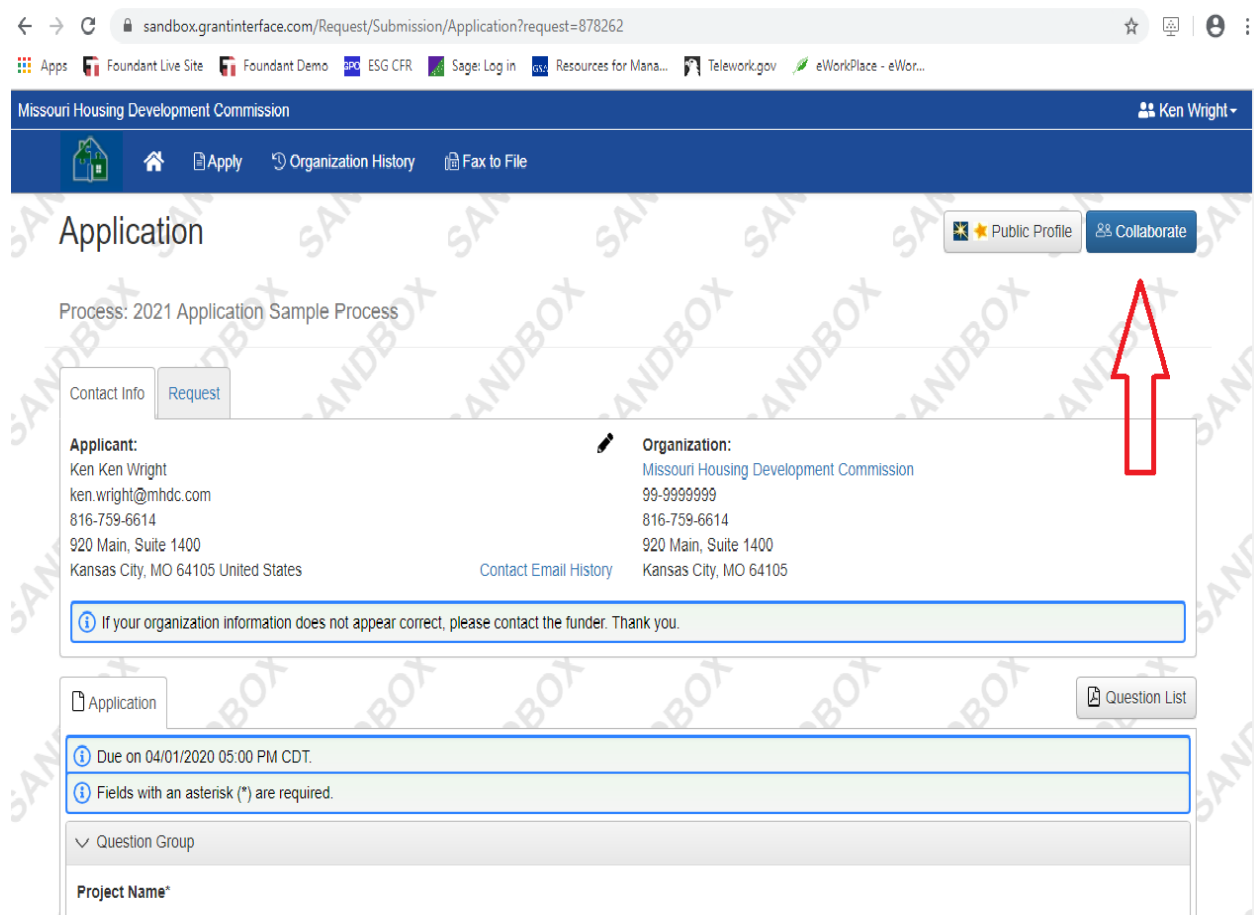 sandbox.grantinterface.com/Request/Submission/Application?request=878262
Apps Foundant Live Site Foundant Demo GPO ESG CFR Sage: Log in GSA Resources for Mana... Telework.gov eWorkPlace - eWor...
Missouri Housing Development Commission Ken Wright
Apply Organization History Fax to File
Application Public Profile Collaborate
Process: 2021 Application Sample Process
Contact Info Request
Applicant: Organization:
Ken Ken Wright Missouri Housing Development Commission
ken.wright@mhdc.com 99-9999999
816-759-6614 816-759-6614
920 Main, Suite 1400 920 Main, Suite 1400
Kansas City, MO 64105 United States Contact Email History Kansas City, MO 64105
If your organization information does not appear correct, please contact the funder. Thank you.
Application Question List
Due on 04/01/2020 05:00 PM CDT.
Fields with an asterisk (*) are required.
Question Group
Project Name*
SANDBOX